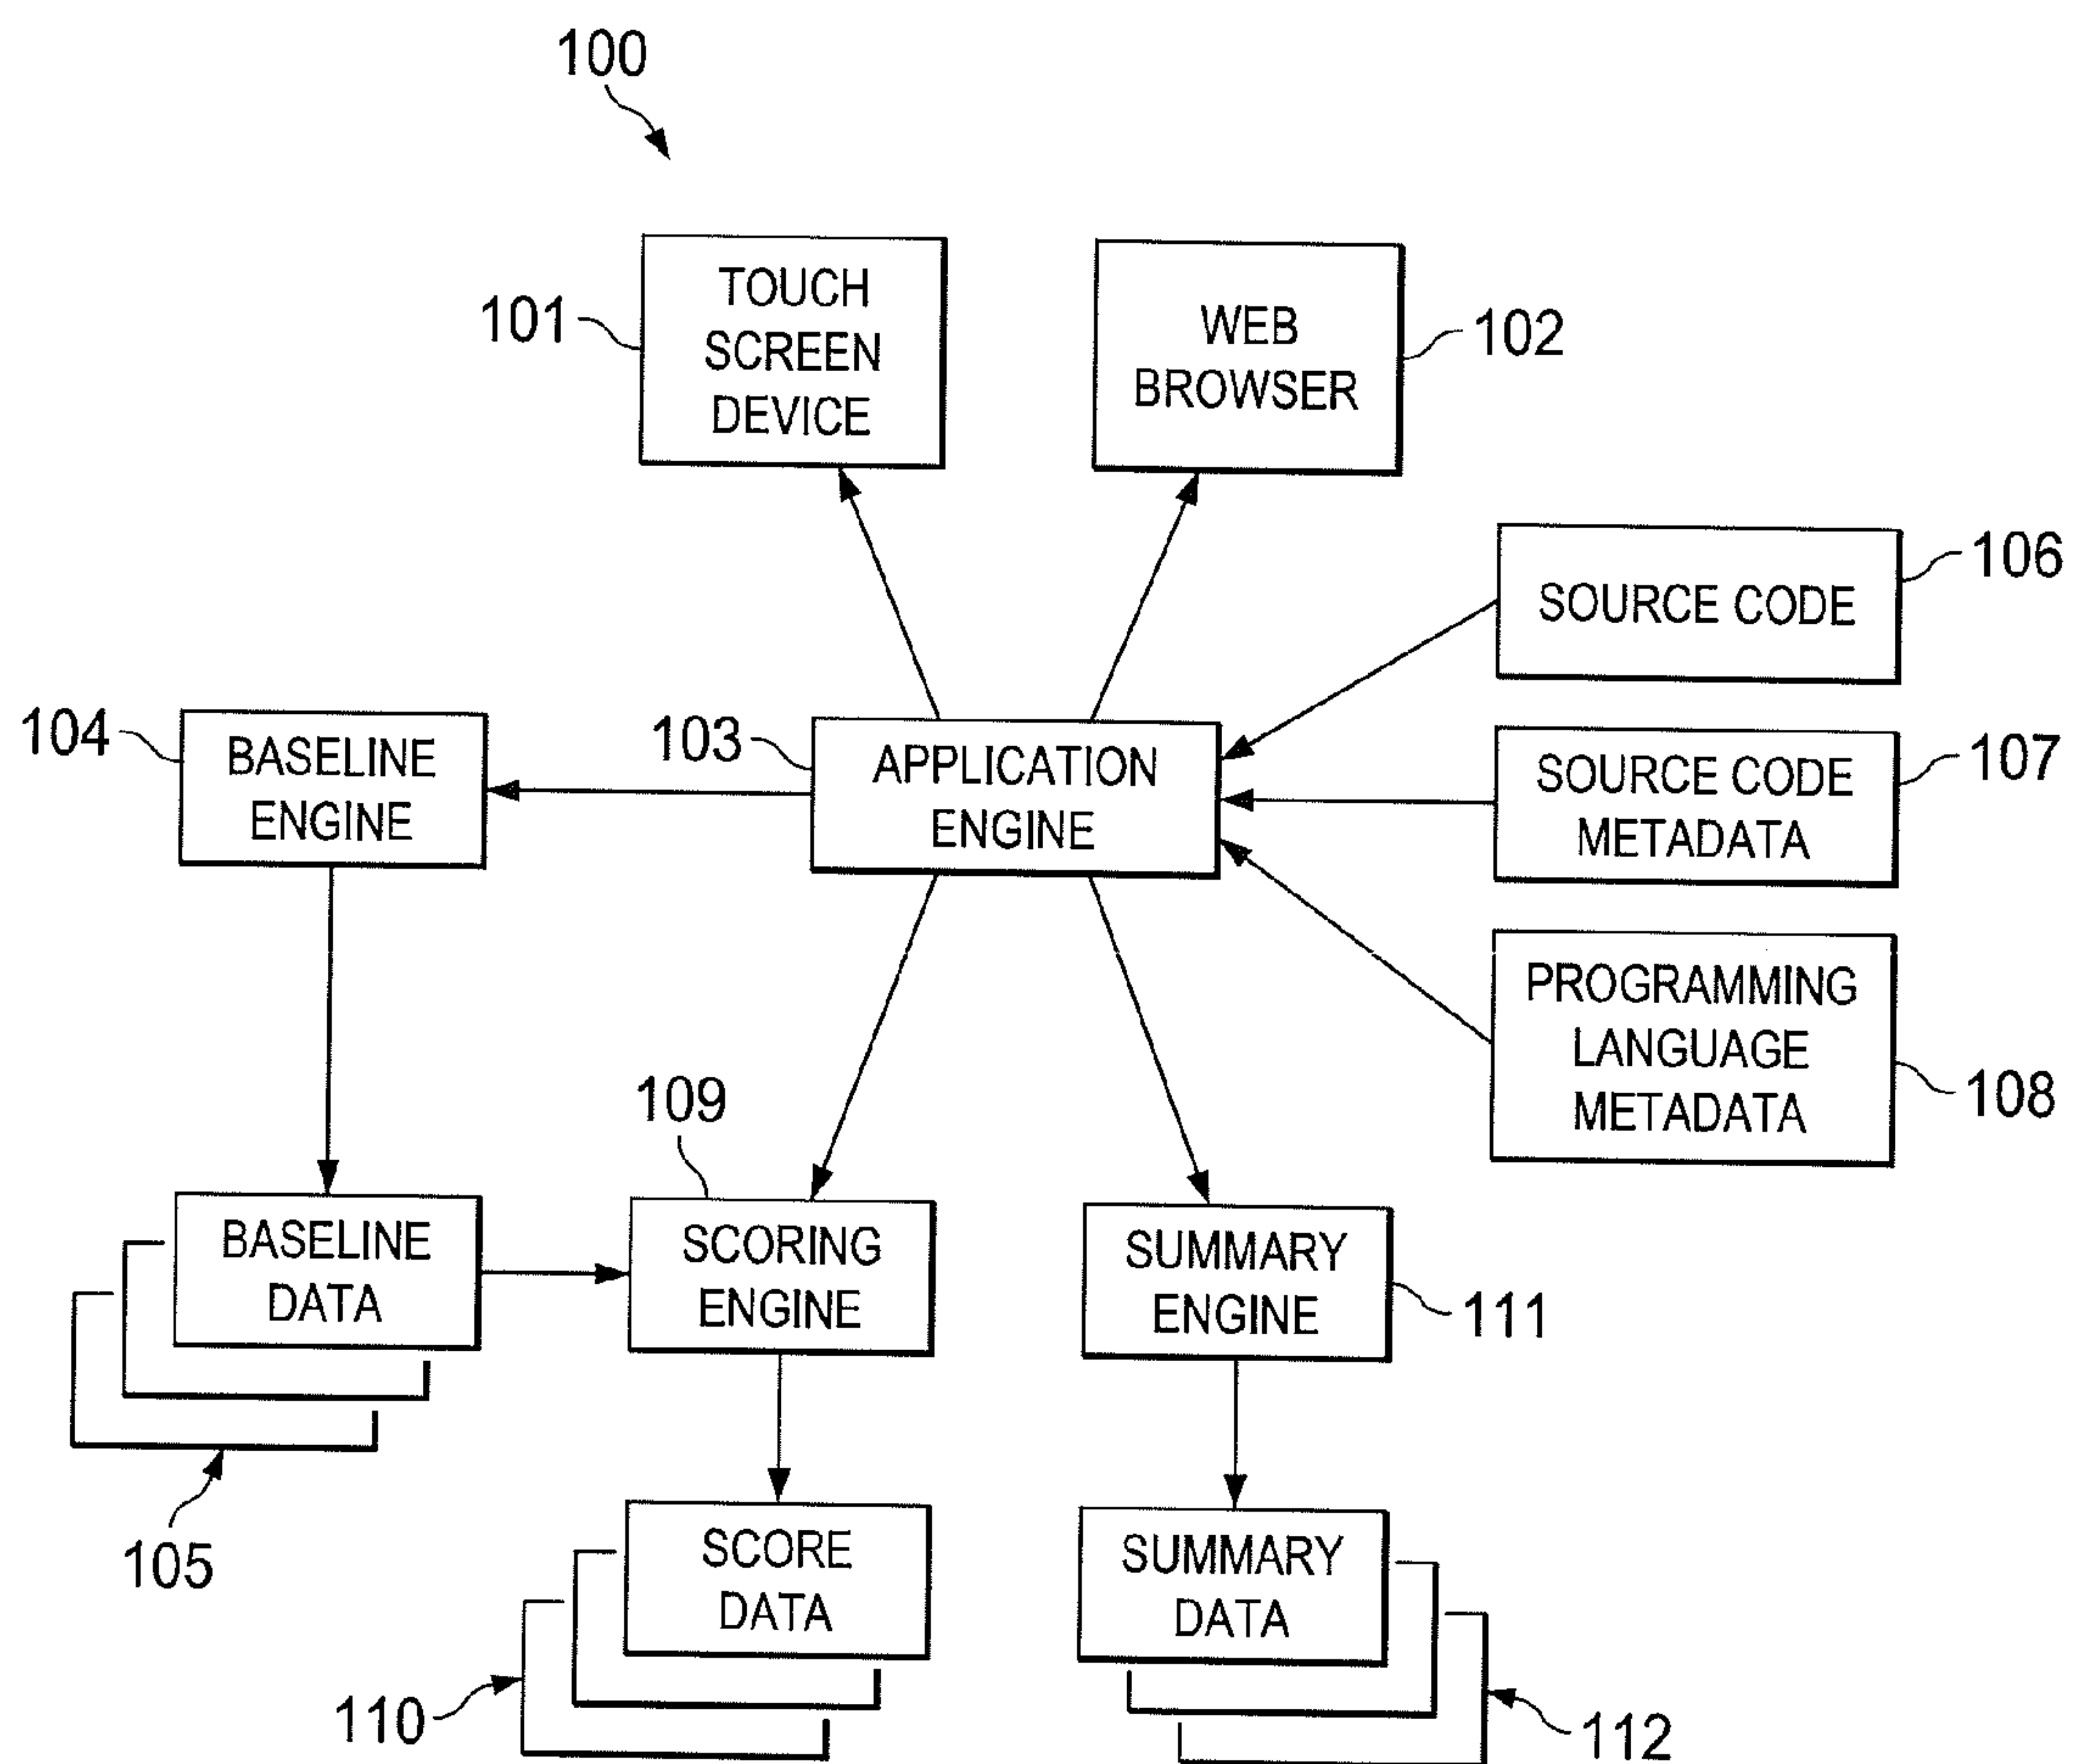 100
101
TOUCH
SCREEN
DEVICE
WEB
BROWSER
102
SOURCE CODE
106
104
BASELINE
ENGINE
103
APPLICATION
ENGINE
SOURCE CODE
METADATA
107
PROGRAMMING
LANGUAGE
METADATA
108
109
BASELINE
DATA
105
SCORING
ENGINE
SUMMARY
ENGINE
111
SCORE
DATA
110
SUMMARY
DATA
112